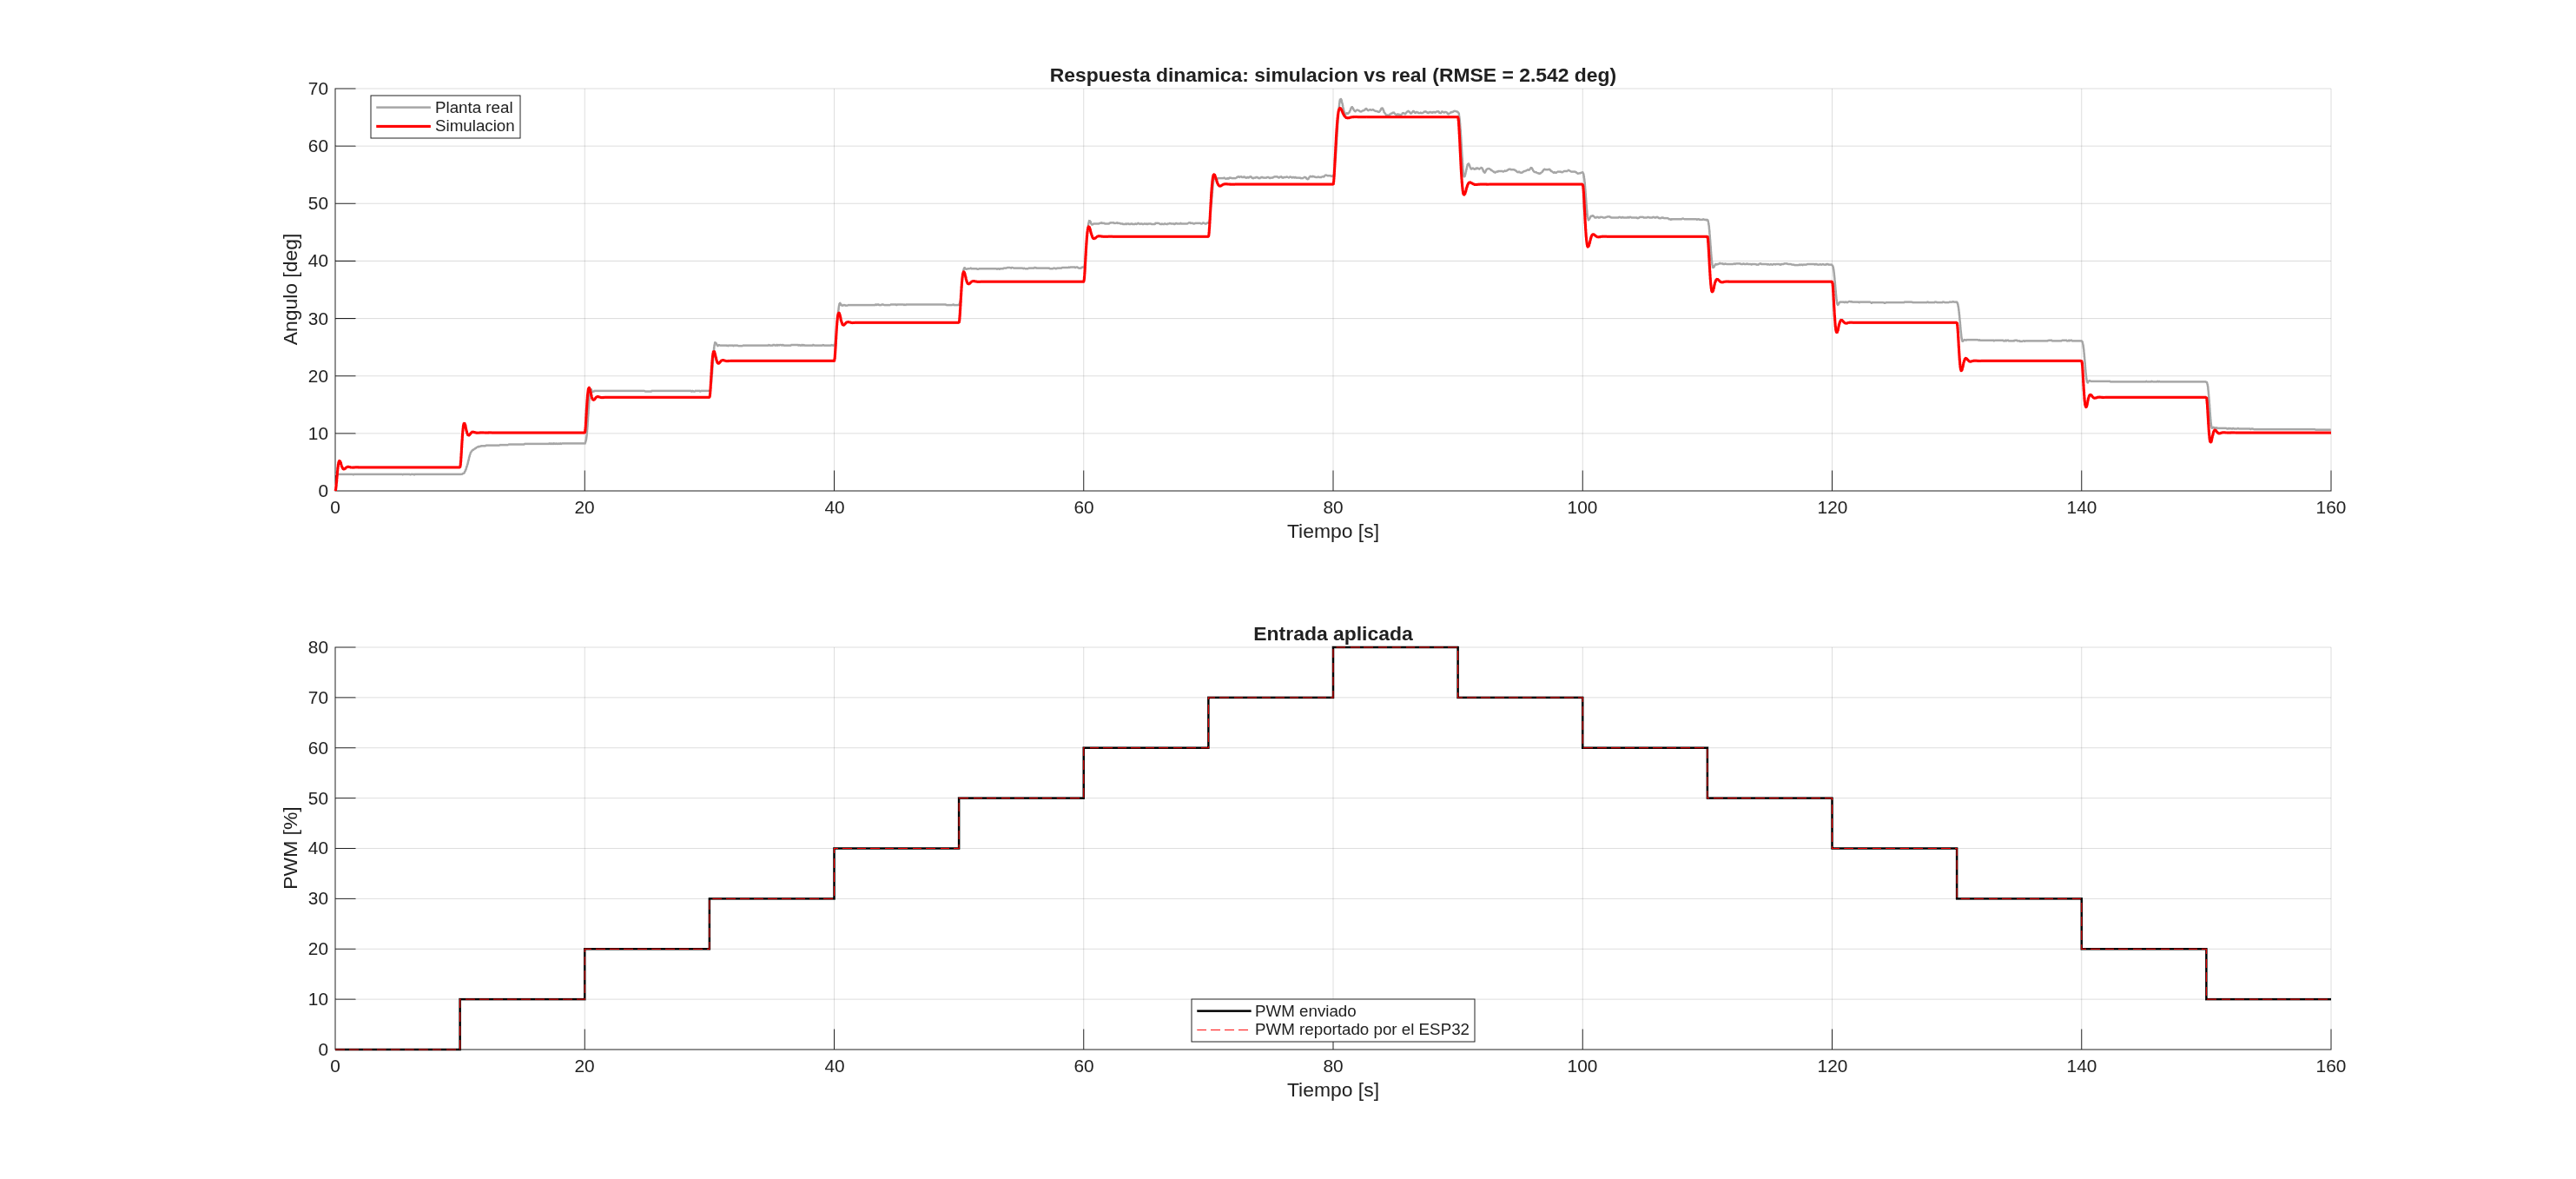 Respuesta dinamica: simulacion vs real (RMSE = 2.542 deg)
70
60
50
40
30
20
10
0
Angulo [deg]
Planta real
Simulacion
0 20 40 60 80 100 120 140 160
Tiempo [s]
Entrada aplicada
80
70
60
50
40
30
20
10
0
PWM [%]
PWM enviado
PWM reportado por el ESP32
0 20 40 60 80 100 120 140 160
Tiempo [s]